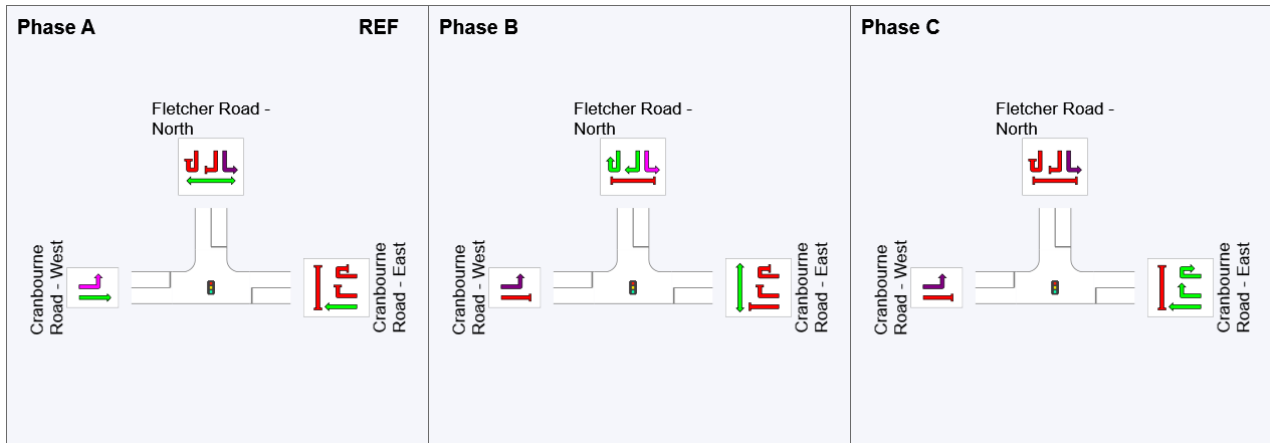 Phase A
REF
Fletcher Road -
North
Cranbourne
Road - West
Cranbourne
Road - East
Phase B
Fletcher Road -
North
Cranbourne
Road - West
Cranbourne
Road - East
Phase C
Fletcher Road -
North
Cranbourne
Road - West
Cranbourne
Road - East